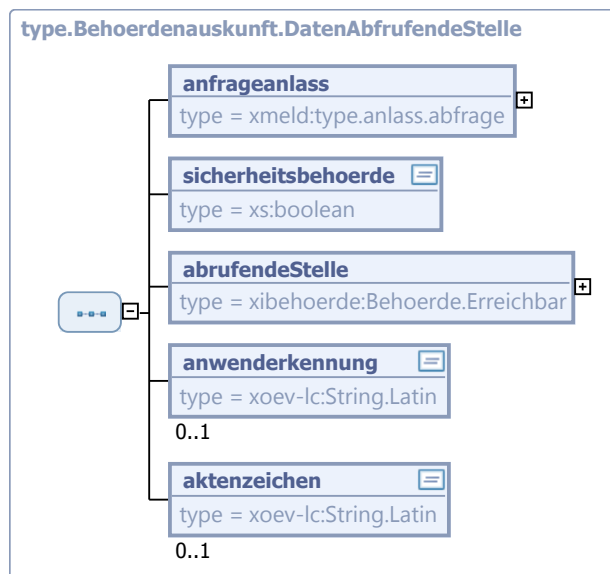 type.Behoerdenauskunft.DatenAbfrufendeStelle
anfrageanlass
type = xmeld:type.anlass.abfrage
sicherheitsbehoerde
type = xs:boolean
abrufendeStelle
type = xibehoerde:Behoerde.Erreichbar
anwenderkennung
type = xoev-lc:String.Latin
0..1
aktenzeichen
type = xoev-lc:String.Latin
0..1